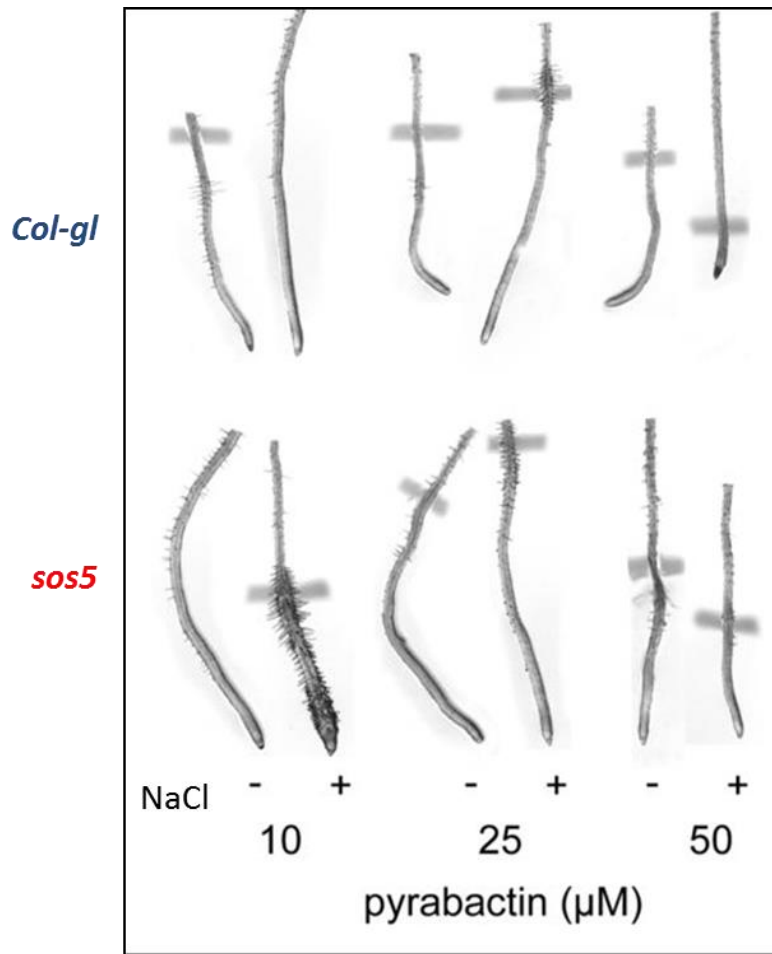 Col-gl
sos5
NaCl - + - + - +
10 25 50
pyrabactin (µM)